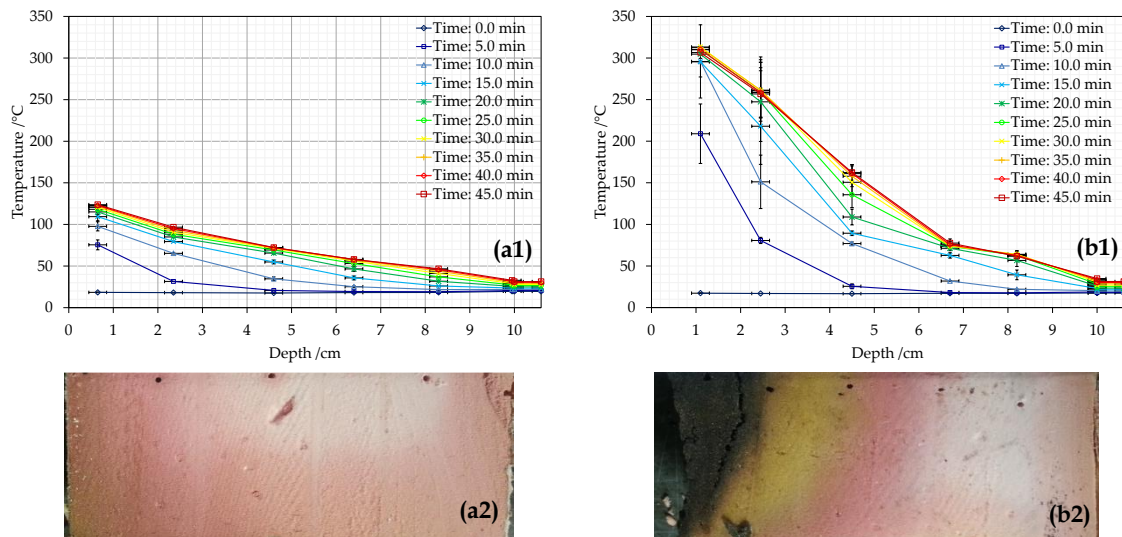 350
300
250
200
150
100
50
0
Temperature /°C
0 1 2 3 4 5 6 7 8 9 10
Depth /cm
Time: 0.0 min
Time: 5.0 min
Time: 10.0 min
Time: 15.0 min
Time: 20.0 min
Time: 25.0 min
Time: 30.0 min
Time: 35.0 min
Time: 40.0 min
Time: 45.0 min
(a1)
350
300
250
200
150
100
50
0
Temperature /°C
0 1 2 3 4 5 6 7 8 9 10
Depth /cm
Time: 0.0 min
Time: 5.0 min
Time: 10.0 min
Time: 15.0 min
Time: 20.0 min
Time: 25.0 min
Time: 30.0 min
Time: 35.0 min
Time: 40.0 min
Time: 45.0 min
(b1)
(a2)
(b2)